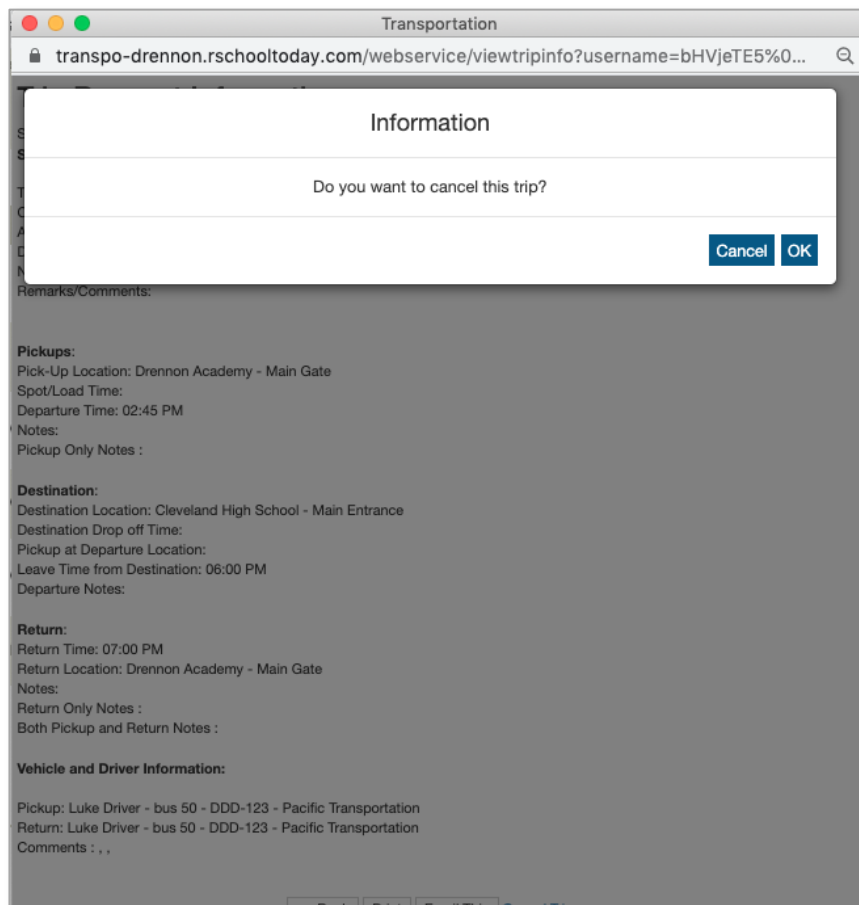 Transportation
transpo-drennon.rschooltoday.com/webservice/viewtripinfo?username=bHVjeTE5%0...
Information
Do you want to cancel this trip?
Cancel OK
Remarks/Comments:
Pickups:
Pick-Up Location: Drennon Academy - Main Gate
Spot/Load Time:
Departure Time: 02:45 PM
Notes:
Pickup Only Notes :
Destination:
Destination Location: Cleveland High School - Main Entrance
Destination Drop off Time:
Pickup at Departure Location:
Leave Time from Destination: 06:00 PM
Departure Notes:
Return:
Return Time: 07:00 PM
Return Location: Drennon Academy - Main Gate
Notes:
Return Only Notes :
Both Pickup and Return Notes :
Vehicle and Driver Information:
Pickup: Luke Driver - bus 50 - DDD-123 - Pacific Transportation
Return: Luke Driver - bus 50 - DDD-123 - Pacific Transportation
Comments : , ,